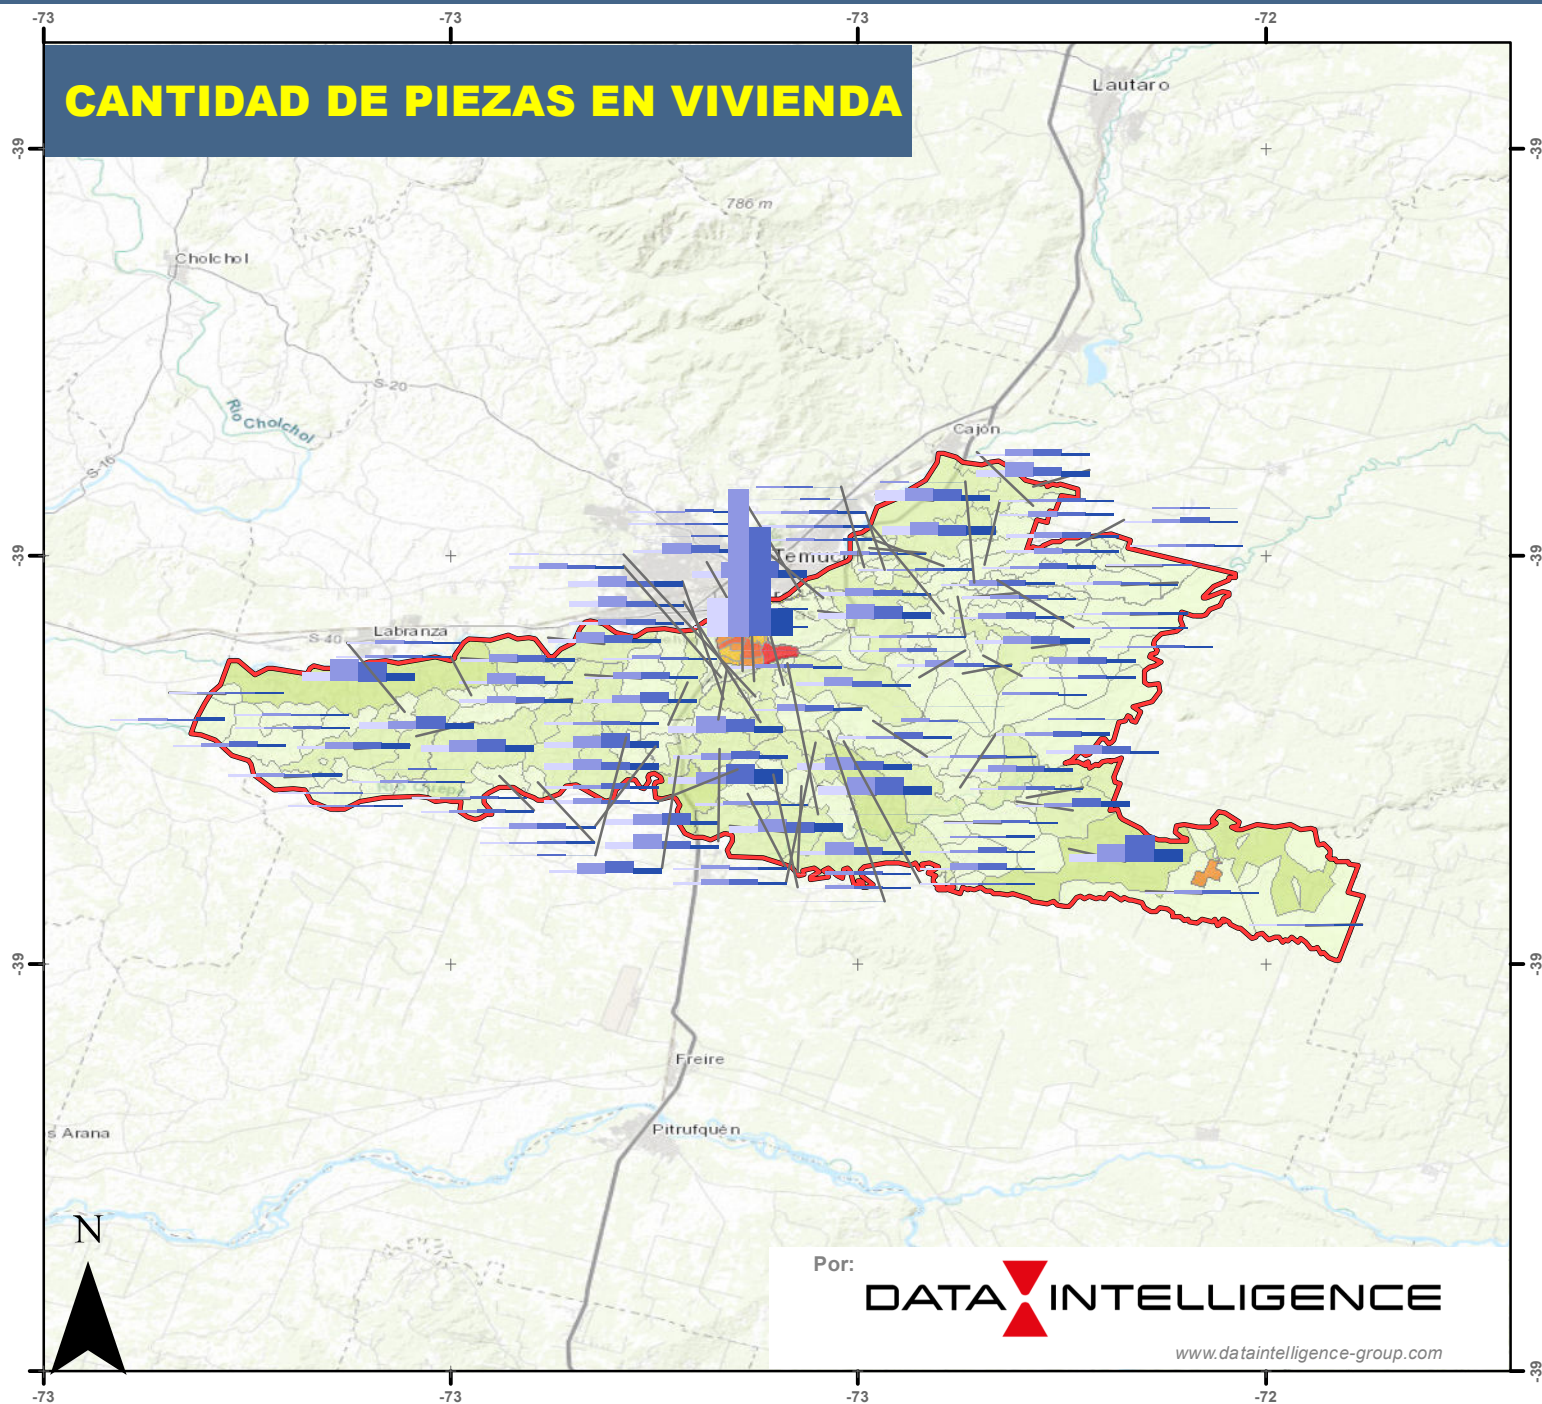 -73 -73 -73 -72
CANTIDAD DE PIEZAS EN VIVIENDA
Lautaro
-39 -39
786 m
Cholchol
S-20
Río Cholchol
Cajón
S-16
-39 -39
Temuco
Labranza
S-40
-39 -39
Freire
s Arana
Pitrufquén
N
Por:
DATA INTELLIGENCE
www.dataintelligence-group.com
-39
-73 -73 -73 -72